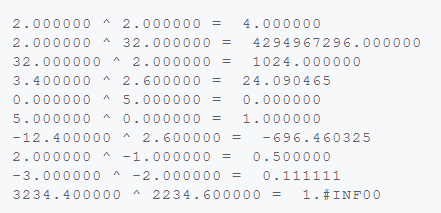 2.000000 ^ 2.000000 = 4.000000
2.000000 ^ 32.000000 = 4294967296.000000
32.000000 ^ 2.000000 = 1024.000000
3.400000 ^ 2.600000 = 24.090465
0.000000 ^ 5.000000 = 0.000000
5.000000 ^ 0.000000 = 1.000000
-12.400000 ^ 2.600000 = -696.460325
2.000000 ^ -1.000000 = 0.500000
-3.000000 ^ -2.000000 = 0.111111
3234.400000 ^ 2234.600000 = 1.#INF00